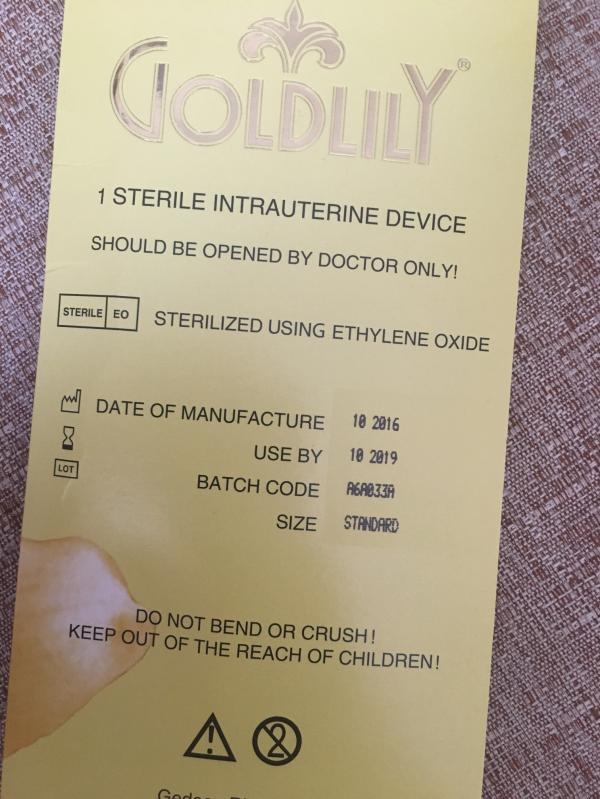 GOLDLILY®
1 STERILE INTRAUTERINE DEVICE
SHOULD BE OPENED BY DOCTOR ONLY!
STERILE EO STERILIZED USING ETHYLENE OXIDE
DATE OF MANUFACTURE 10 2016
USE BY 10 2019
LOT BATCH CODE A6A033A
SIZE STANDARD
DO NOT BEND OR CRUSH!
KEEP OUT OF THE REACH OF CHILDREN!
2